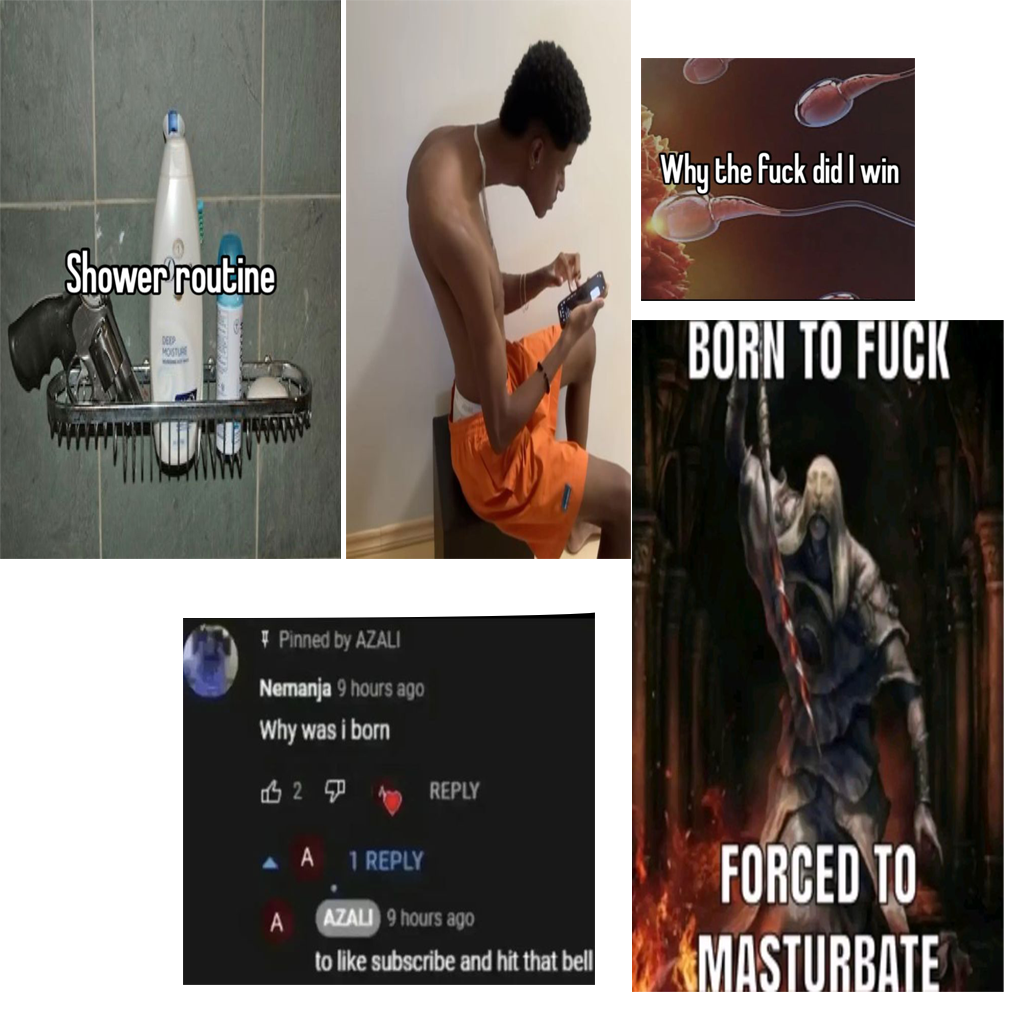 Shower routine
DEEP
MOISTURE
Why the fuck did I win
BORN TO FUCK
FORCED TO
MASTURBATE
Pinned by AZALI
Nemanja 9 hours ago
Why was i born
2
REPLY
A
1 REPLY
A
AZALI 9 hours ago
to like subscribe and hit that bell